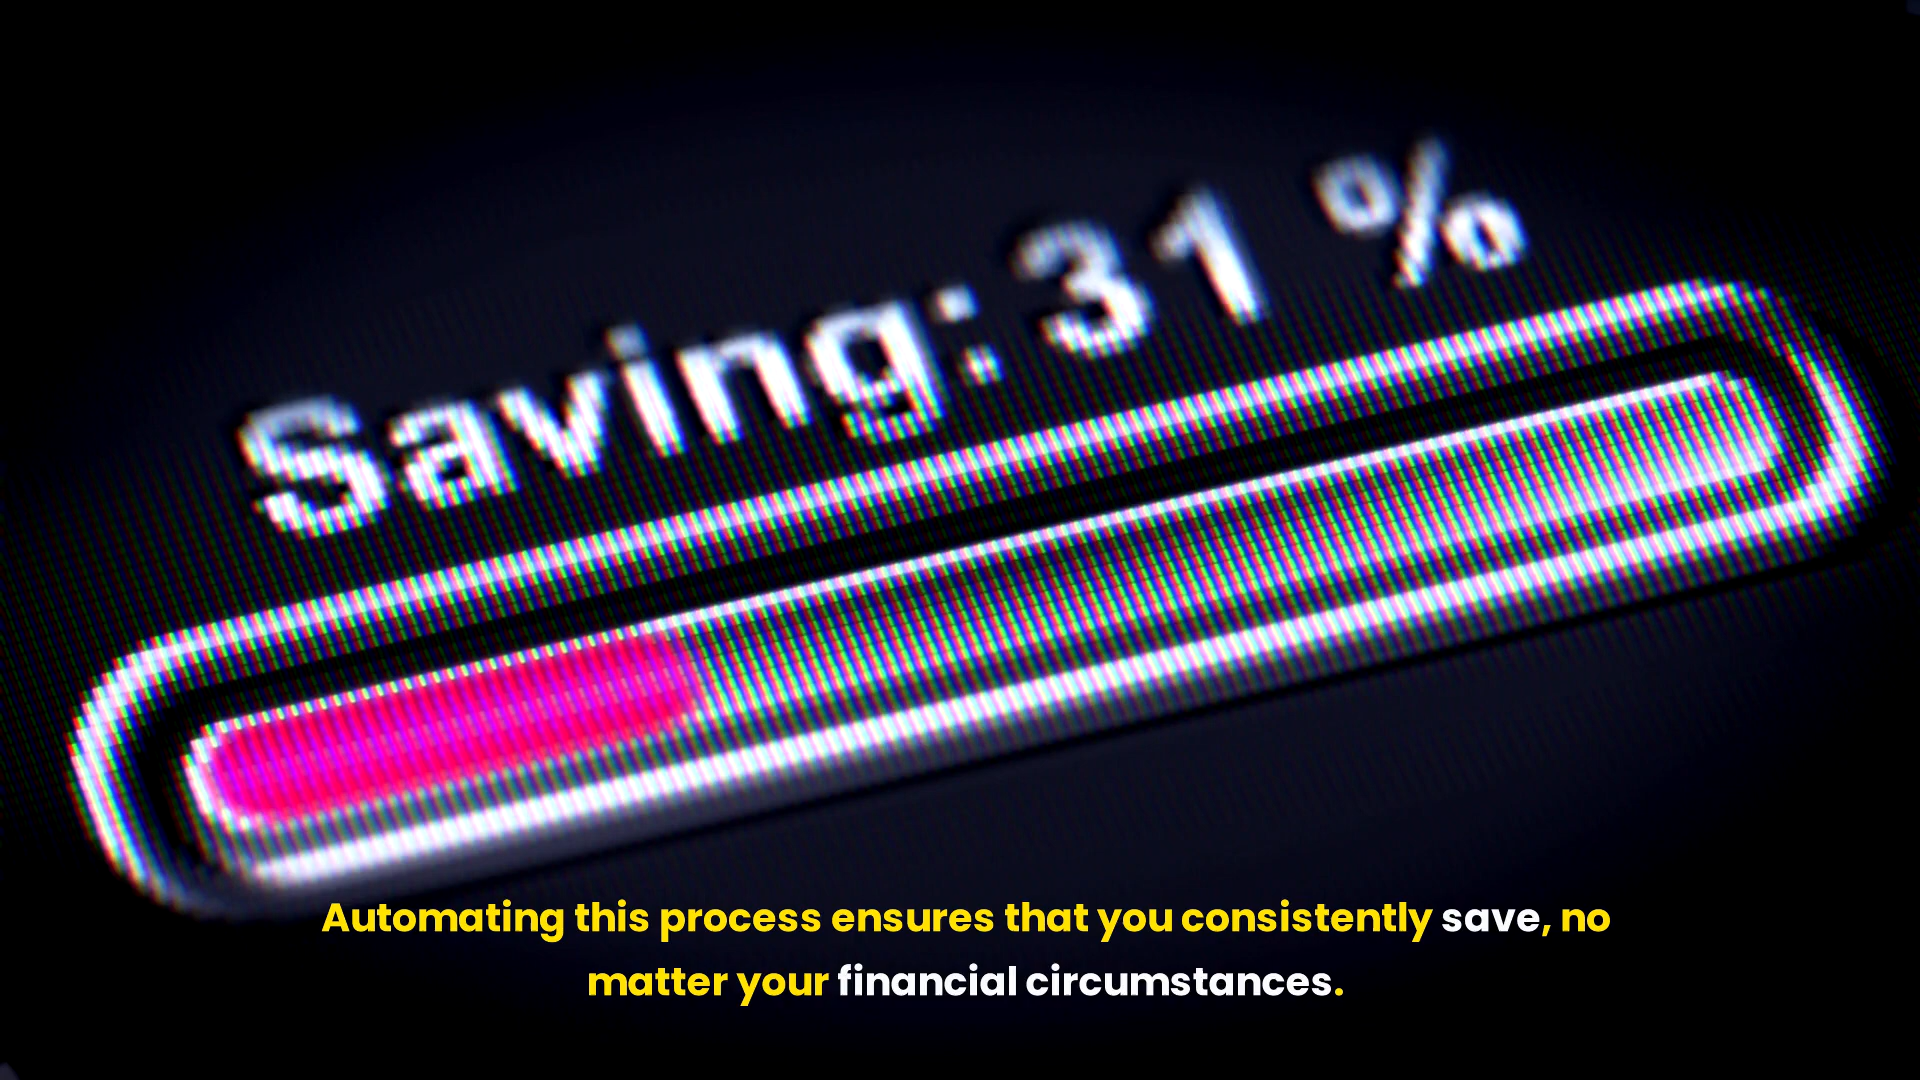 Saving: 31 %
Automating this process ensures that you consistently save, no
matter your financial circumstances.